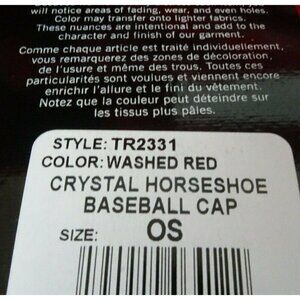 will notice areas of fading, wear, and even holes.
Color may transfer onto lighter fabrics.
These nuances are intentional and add to the
character and finish of our garment.
Comme chaque article est traité individuellement,
vous remarquerez des zones de décoloration,
de l'usure et même des trous. Toutes ces
particularités sont voulues et viennent encore
enrichir l'allure et le fini du vêtement.
Notez que la couleur peut déteindre sur
les tissus plus pâles.
STYLE: TR2331
COLOR: WASHED RED
CRYSTAL HORSESHOE
BASEBALL CAP
SIZE: OS